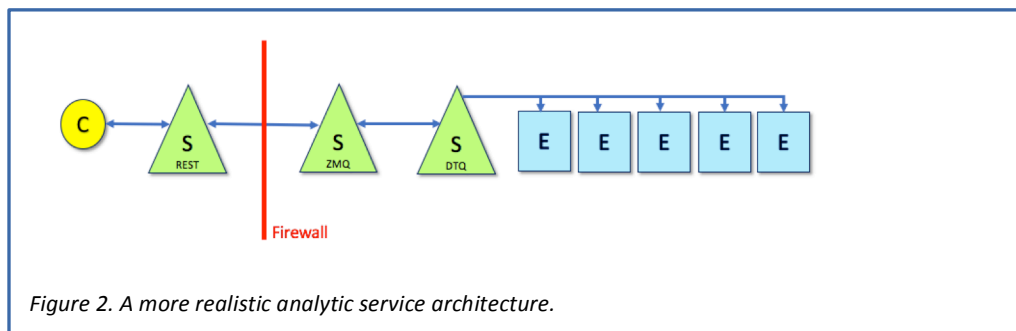 C
S
REST
S
ZMQ
S
DTQ
E E E E E
Firewall
Figure 2. A more realistic analytic service architecture.